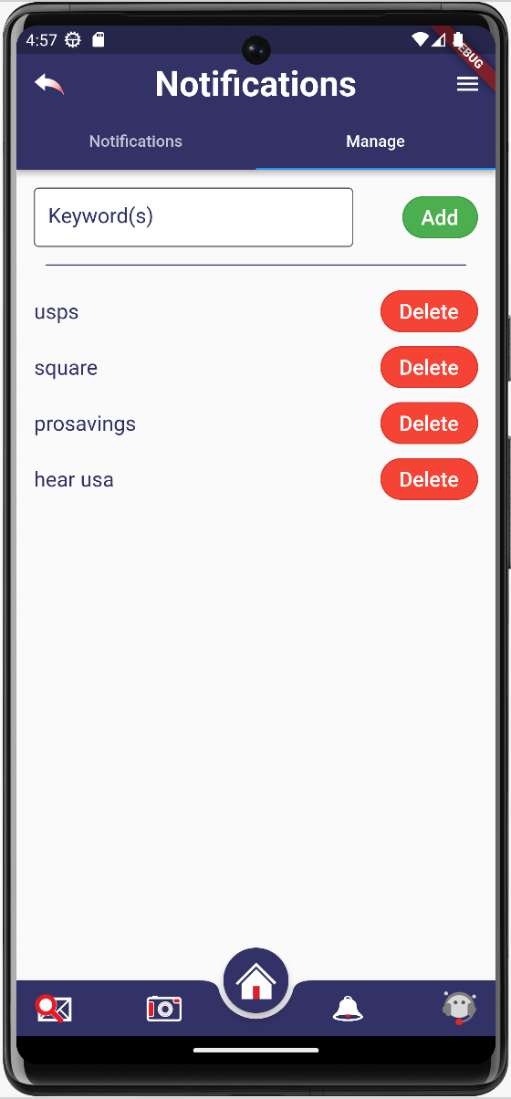 4:57
DEBUG
Notifications
Notifications
Manage
Keyword(s)
Add
usps
Delete
square
Delete
prosavings
Delete
hear usa
Delete